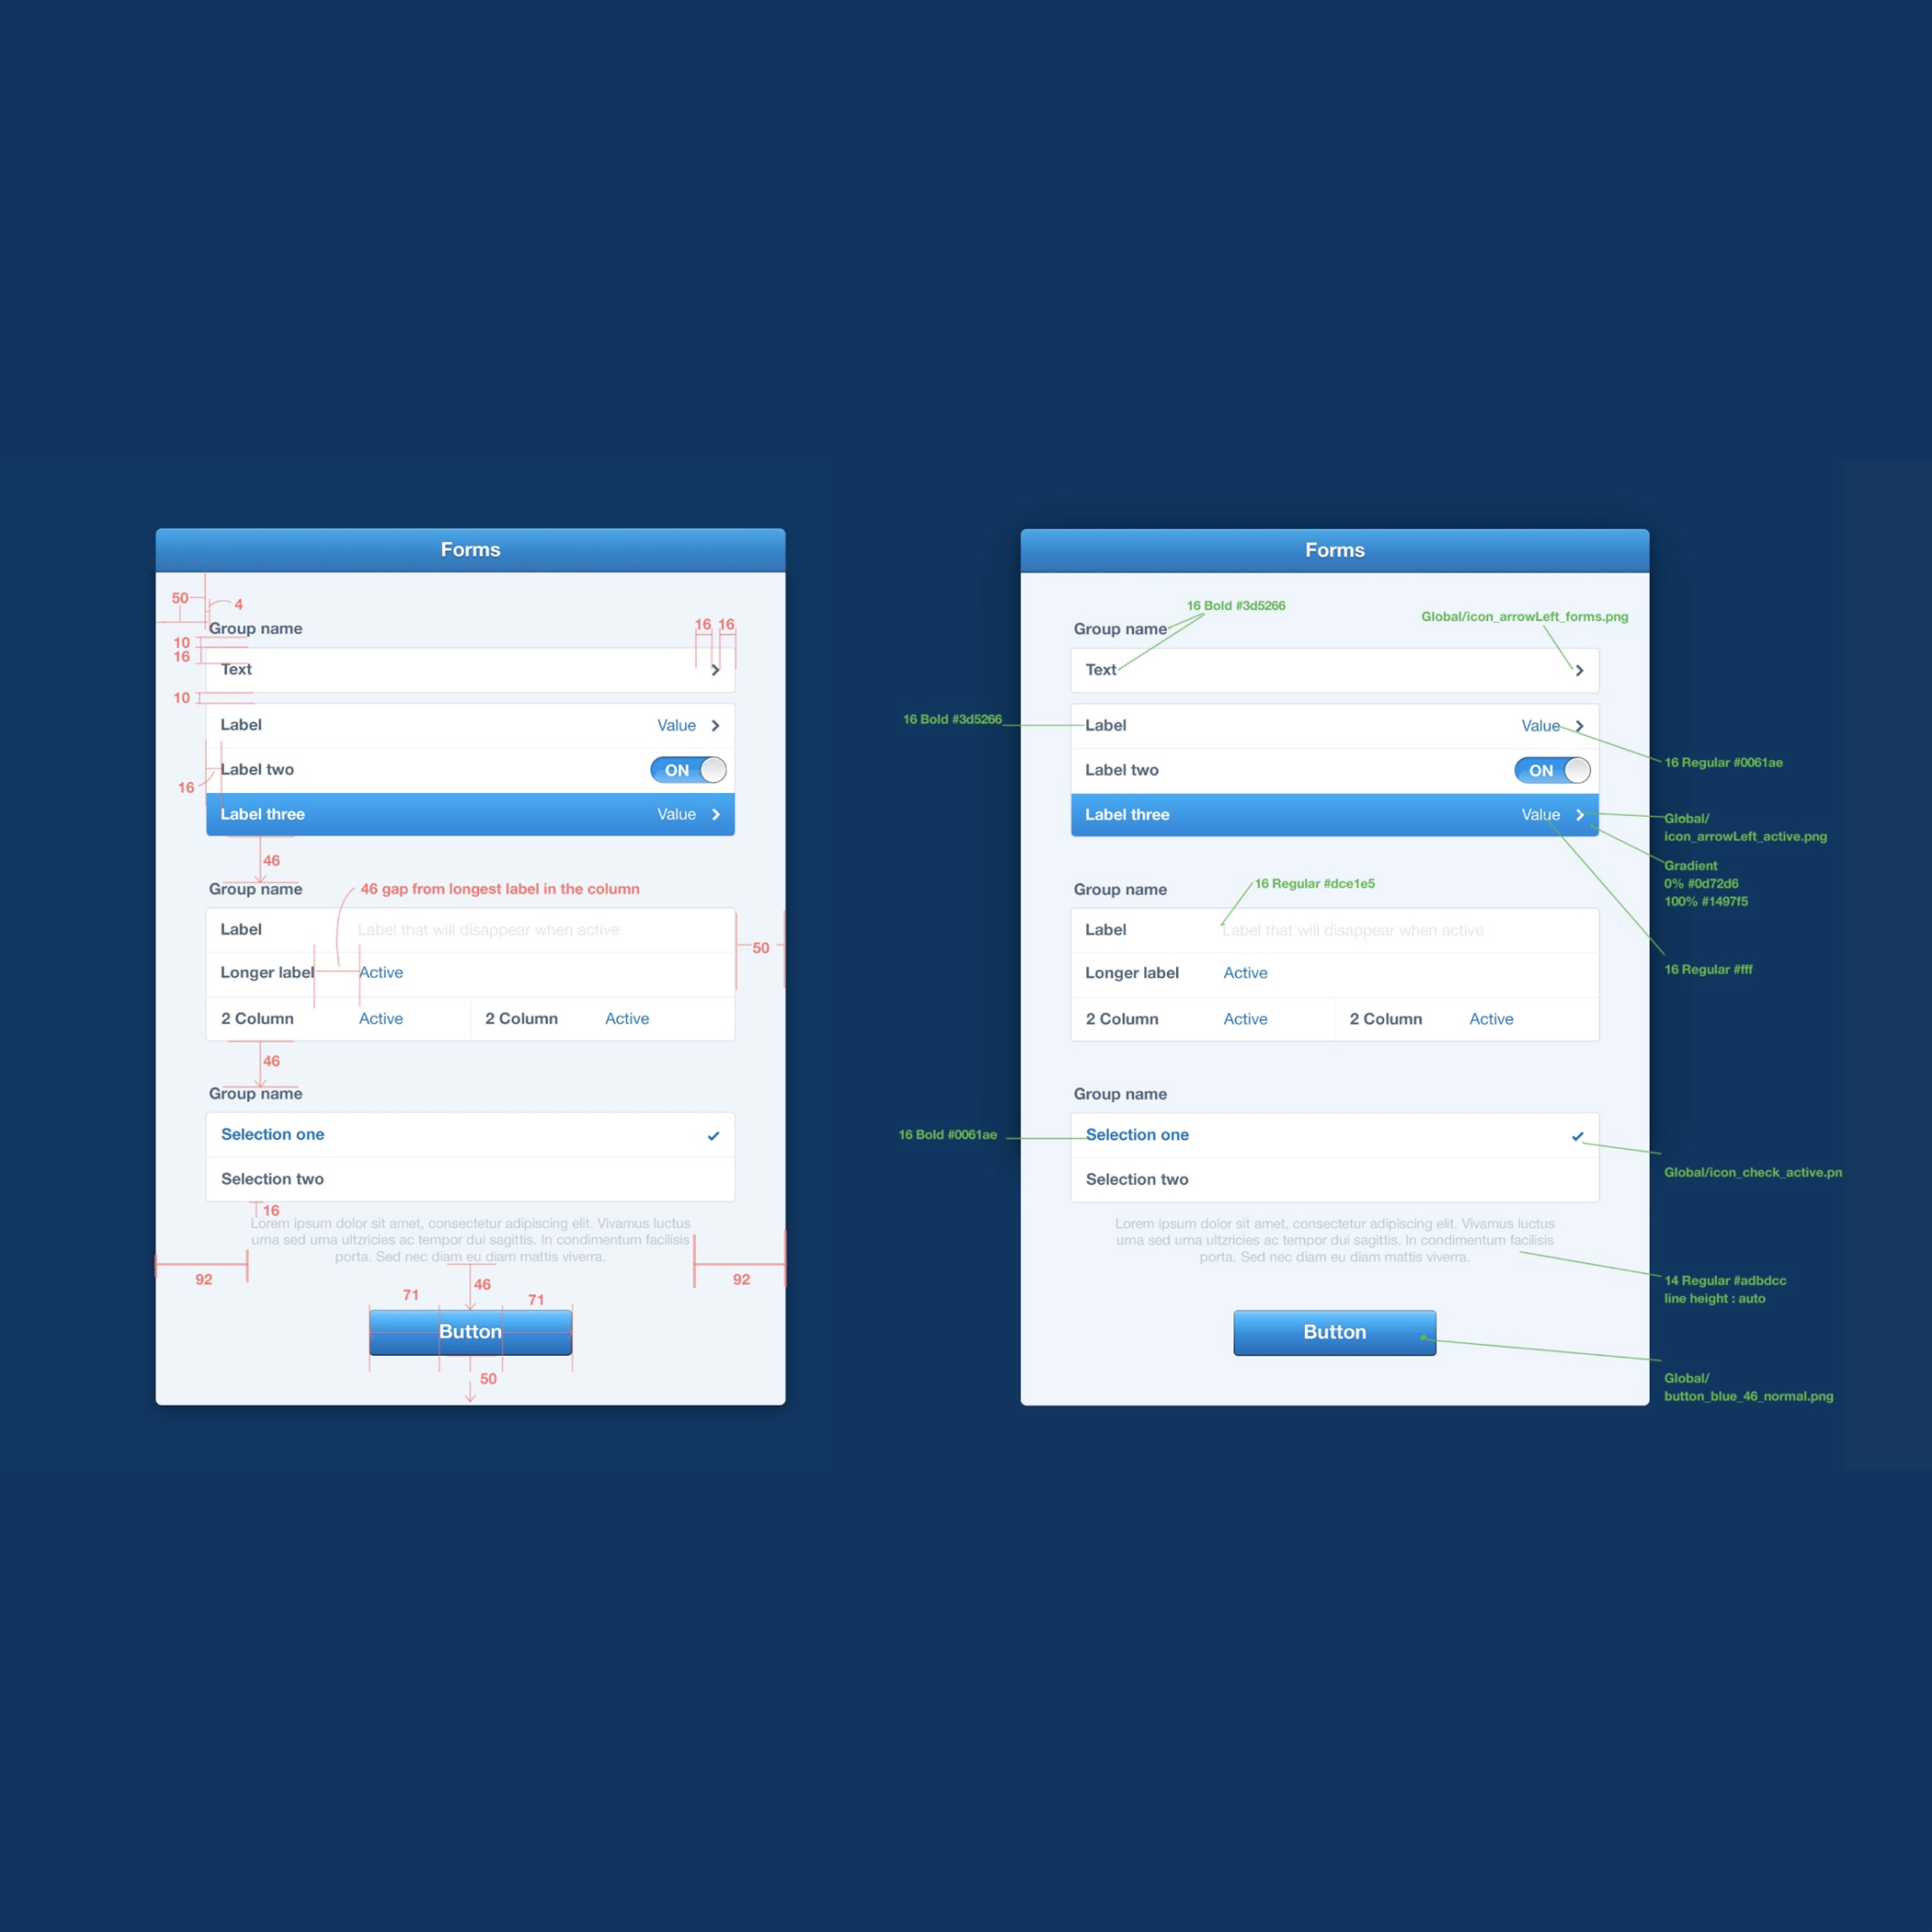 Forms
50
4
Group name
10
16
16 16
Text
10
Label Value
Label two ON
16
Label three Value
46
Group name
46 gap from longest label in the column
Label Label that will disappear when active
50
Longer label Active
2 Column Active 2 Column Active
46
Group name
Selection one
Selection two
16
Lorem ipsum dolor sit amet, consectetur adipiscing elit. Vivamus luctus
urna sed urna ultzricies ac tempor dui sagittis. In condimentum facilisis
porta. Sed nec diam eu diam mattis viverra.
92
92
46
71
71
Button
50
Forms
16 Bold #3d5266
Global/icon_arrowLeft_forms.png
Group name
Text
16 Bold #3d5266
Label Value
16 Regular #0061ae
Label two ON
Label three Value
Global/
icon_arrowLeft_active.png
Gradient
0% #0d72d6
100% #1497f5
Group name
16 Regular #dce1e5
Label Label that will disappear when active
16 Regular #fff
Longer label Active
2 Column Active 2 Column Active
Group name
16 Bold #0061ae
Selection one
Global/icon_check_active.pn
Selection two
Lorem ipsum dolor sit amet, consectetur adipiscing elit. Vivamus luctus
urna sed urna ultzricies ac tempor dui sagittis. In condimentum facilisis
porta. Sed nec diam eu diam mattis viverra.
14 Regular #adbdcc
line height : auto
Button
Global/
button_blue_46_normal.png